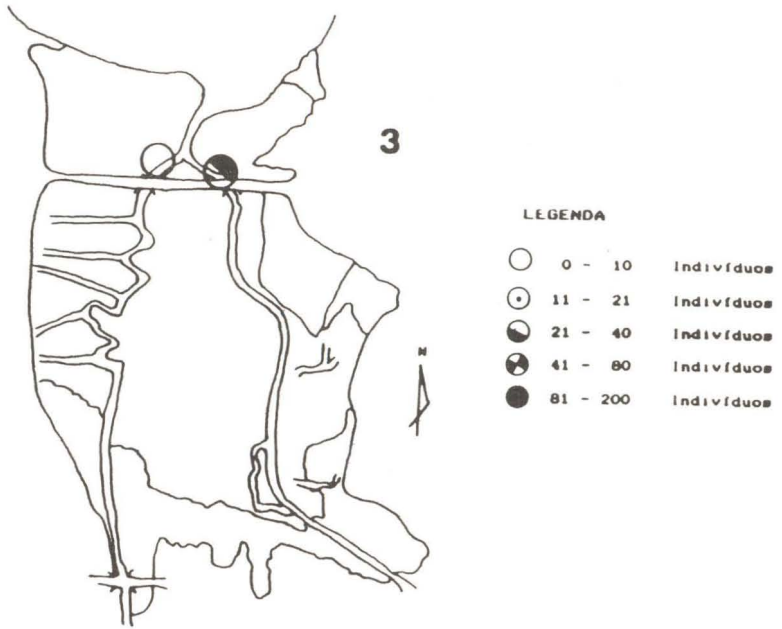 3
LEGENDA
0 - 10 Indivíduos
11 - 21 Indivíduos
21 - 40 Indivíduos
41 - 80 Indivíduos
81 - 200 Indivíduos
N